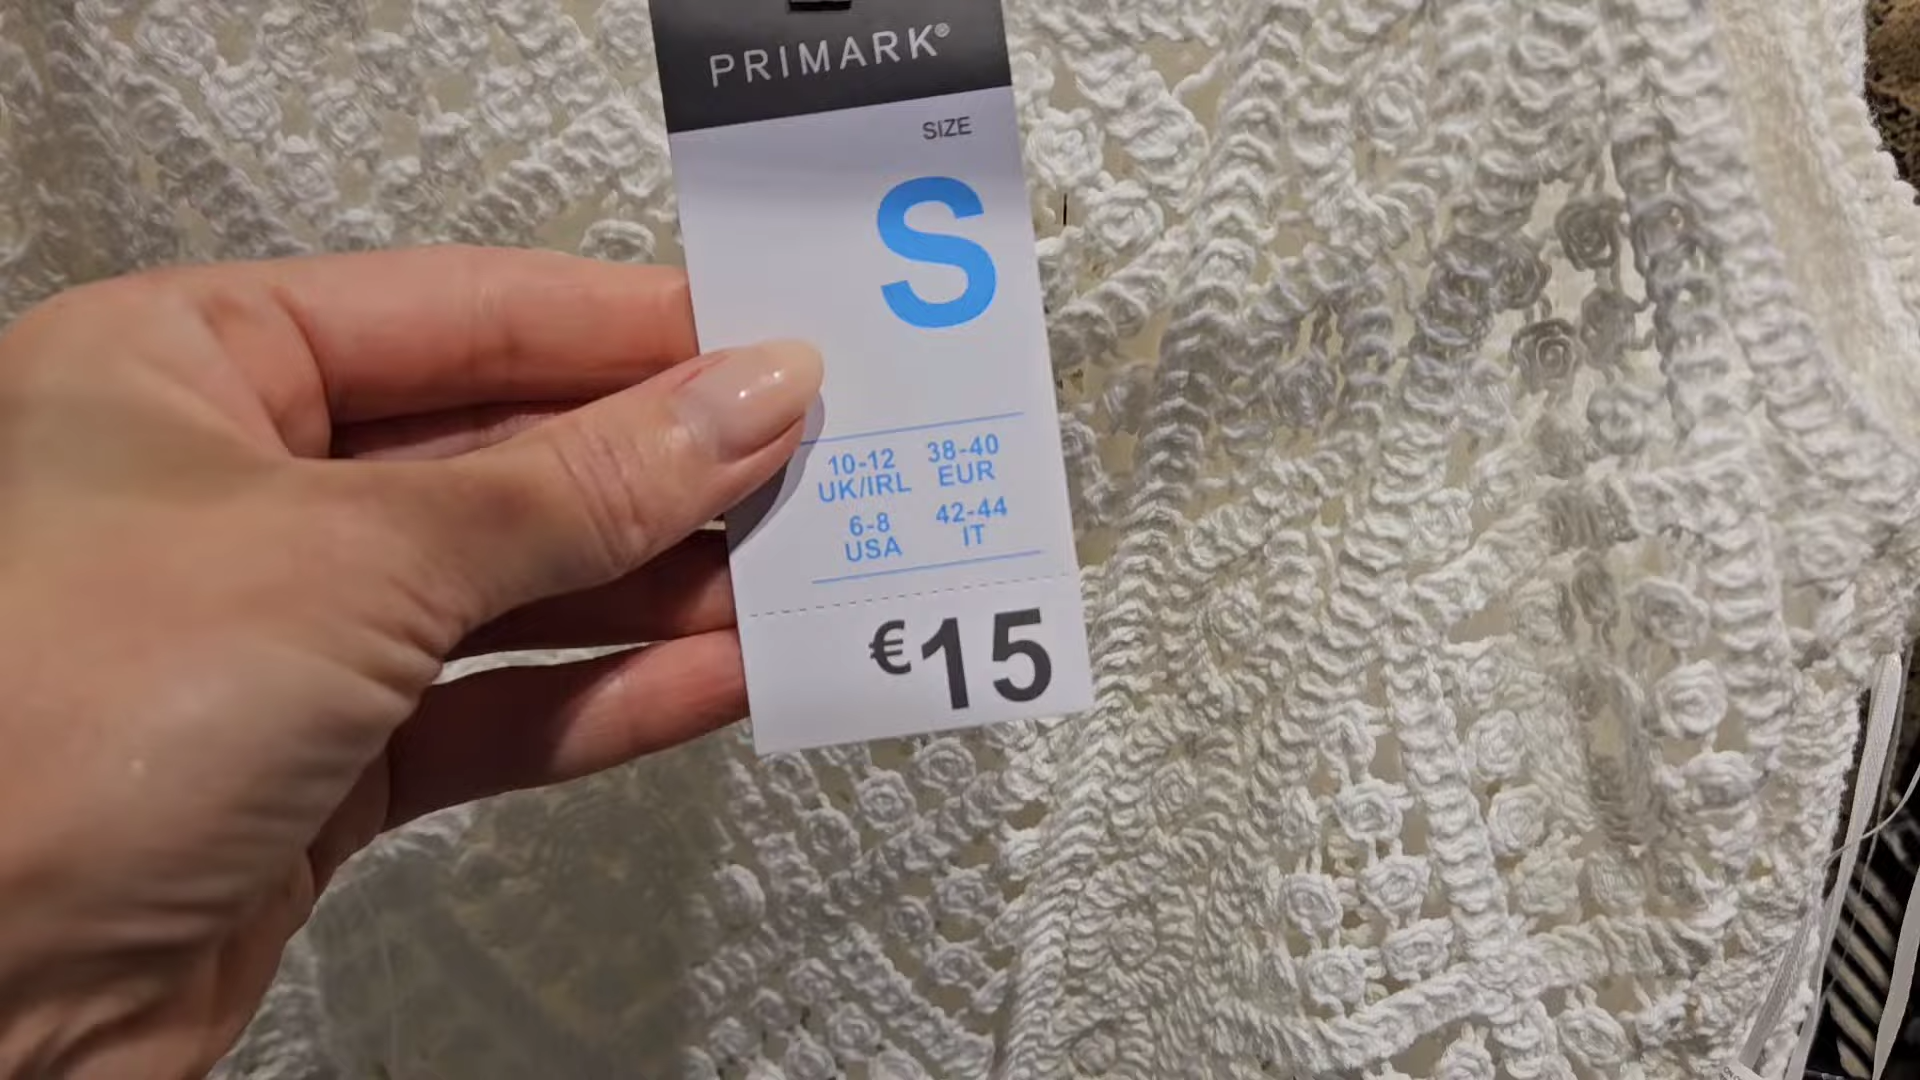 PRIMARK®
SIZE
S
10-12 38-40
UK/IRL EUR
6-8 42-44
USA IT
€15